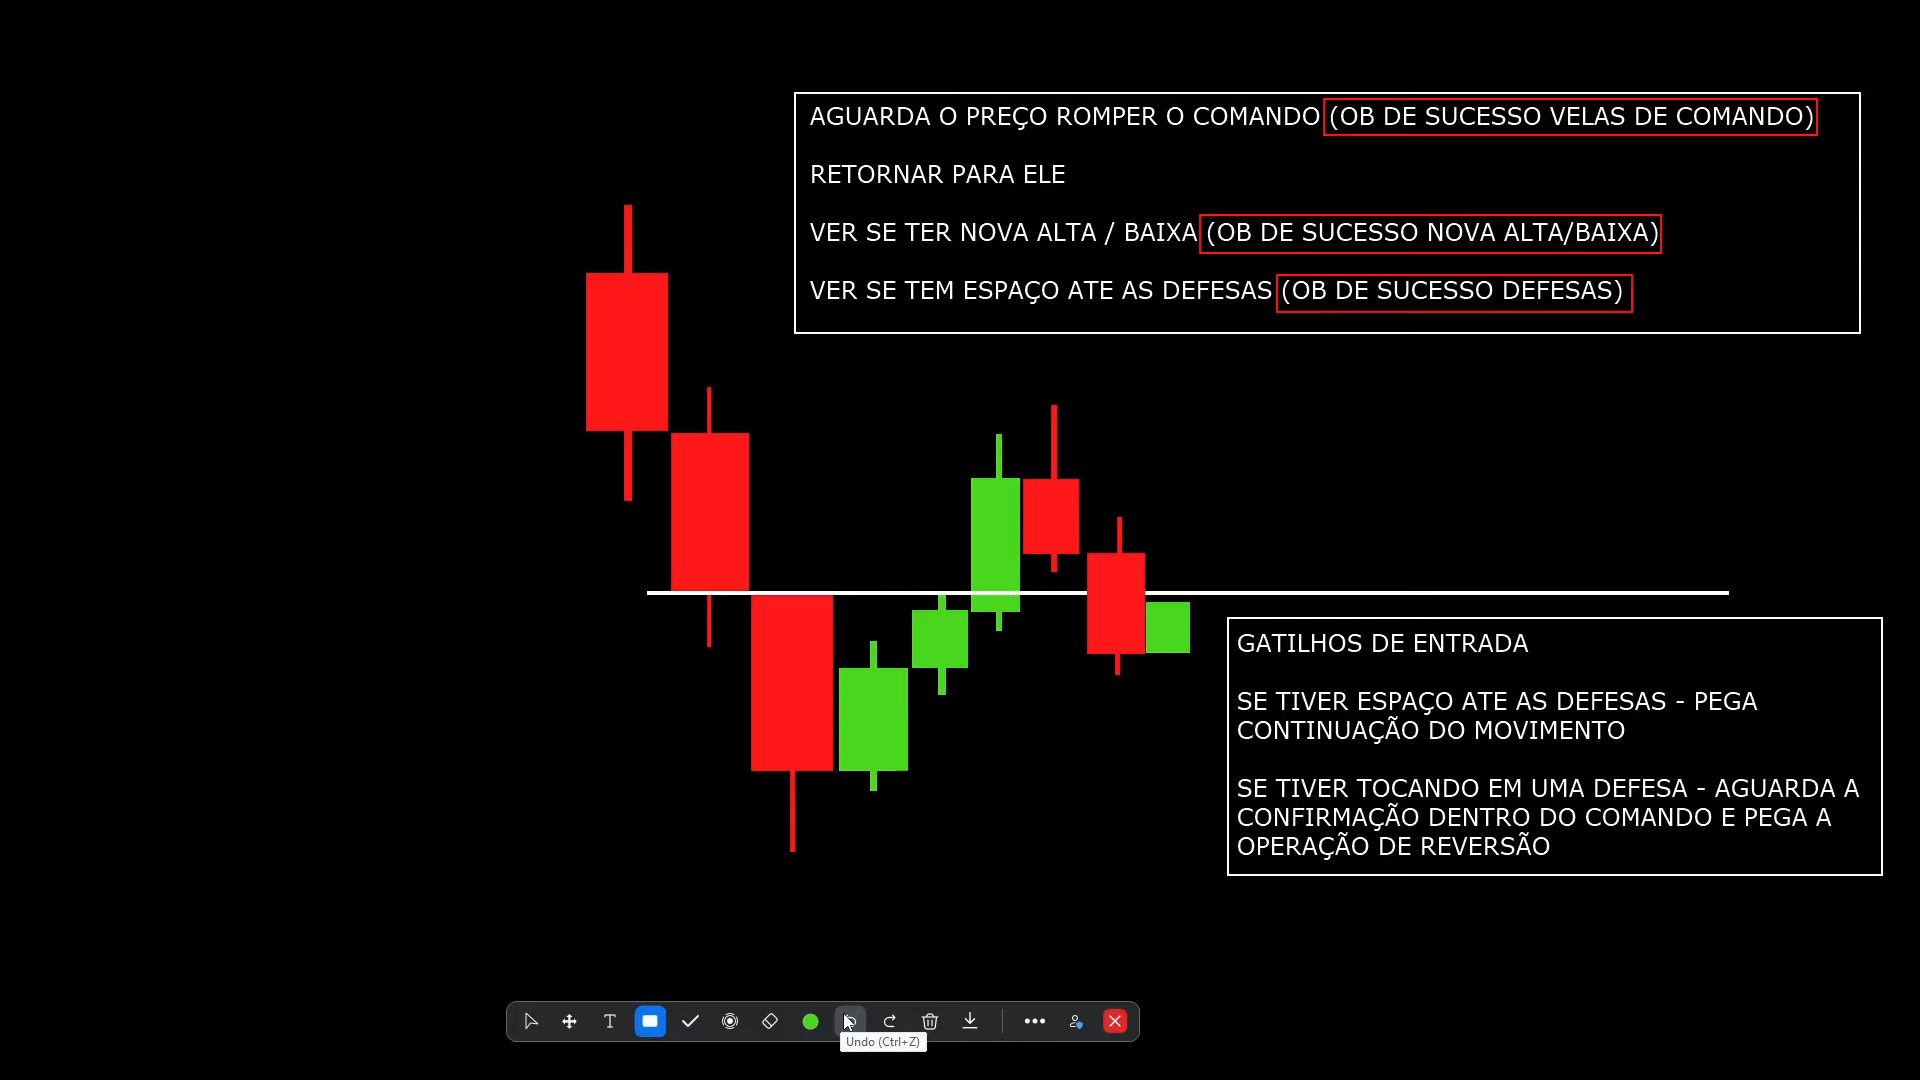 AGUARDA O PREÇO ROMPER O COMANDO (OB DE SUCESSO VELAS DE COMANDO)
RETORNAR PARA ELE
VER SE TER NOVA ALTA / BAIXA (OB DE SUCESSO NOVA ALTA/BAIXA)
VER SE TEM ESPAÇO ATE AS DEFESAS (OB DE SUCESSO DEFESAS)
GATILHOS DE ENTRADA
SE TIVER ESPAÇO ATE AS DEFESAS - PEGA
CONTINUAÇÃO DO MOVIMENTO
SE TIVER TOCANDO EM UMA DEFESA - AGUARDA A
CONFIRMAÇÃO DENTRO DO COMANDO E PEGA A
OPERAÇÃO DE REVERSÃO
Undo (Ctrl+Z)